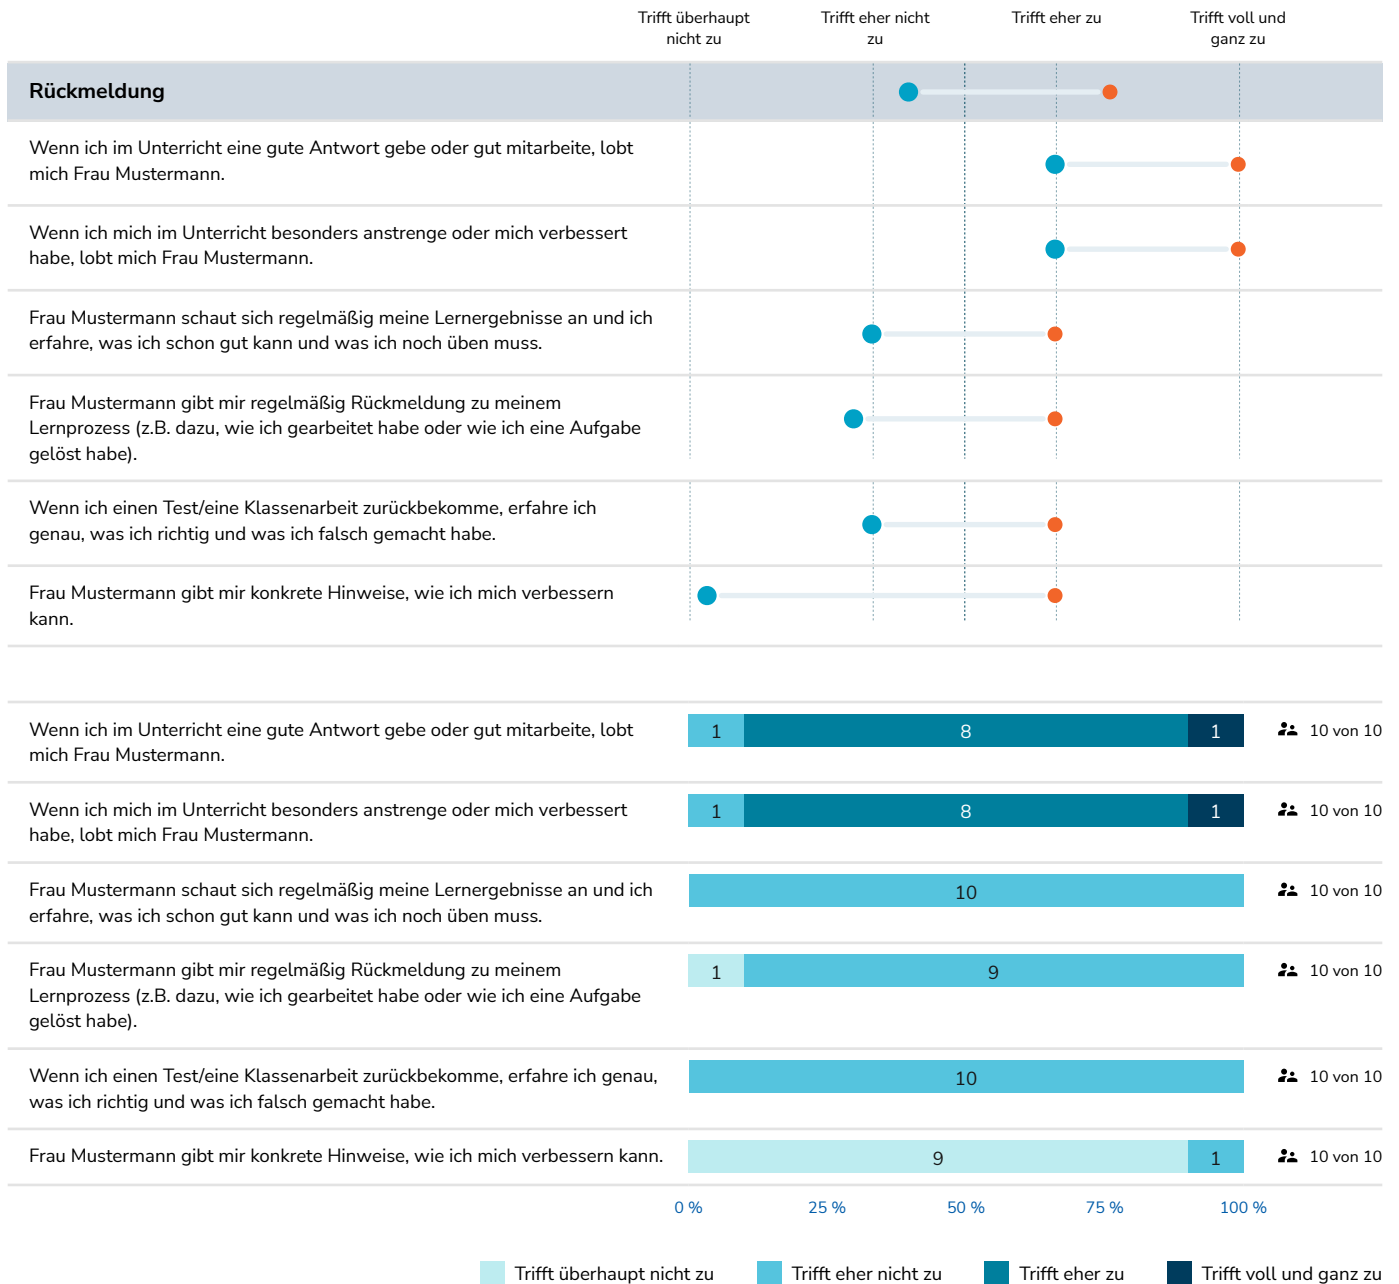 Trifft überhaupt nicht zu
Trifft eher nicht zu
Trifft eher zu
Trifft voll und ganz zu
Rückmeldung
Wenn ich im Unterricht eine gute Antwort gebe oder gut mitarbeite, lobt
mich Frau Mustermann.
Wenn ich mich im Unterricht besonders anstrenge oder mich verbessert
habe, lobt mich Frau Mustermann.
Frau Mustermann schaut sich regelmäßig meine Lernergebnisse an und ich
erfahre, was ich schon gut kann und was ich noch üben muss.
Frau Mustermann gibt mir regelmäßig Rückmeldung zu meinem
Lernprozess (z.B. dazu, wie ich gearbeitet habe oder wie ich eine Aufgabe
gelöst habe).
Wenn ich einen Test/eine Klassenarbeit zurückbekomme, erfahre ich
genau, was ich richtig und was ich falsch gemacht habe.
Frau Mustermann gibt mir konkrete Hinweise, wie ich mich verbessern
kann.
Wenn ich im Unterricht eine gute Antwort gebe oder gut mitarbeite, lobt
mich Frau Mustermann.
1 8 1 10 von 10
Wenn ich mich im Unterricht besonders anstrenge oder mich verbessert
habe, lobt mich Frau Mustermann.
1 8 1 10 von 10
Frau Mustermann schaut sich regelmäßig meine Lernergebnisse an und ich
erfahre, was ich schon gut kann und was ich noch üben muss.
10 10 von 10
Frau Mustermann gibt mir regelmäßig Rückmeldung zu meinem
Lernprozess (z.B. dazu, wie ich gearbeitet habe oder wie ich eine Aufgabe
gelöst habe).
1 9 10 von 10
Wenn ich einen Test/eine Klassenarbeit zurückbekomme, erfahre ich genau,
was ich richtig und was ich falsch gemacht habe.
10 10 von 10
Frau Mustermann gibt mir konkrete Hinweise, wie ich mich verbessern kann.
9 1 10 von 10
0 % 25 % 50 % 75 % 100 %
Trifft überhaupt nicht zu Trifft eher nicht zu Trifft eher zu Trifft voll und ganz zu